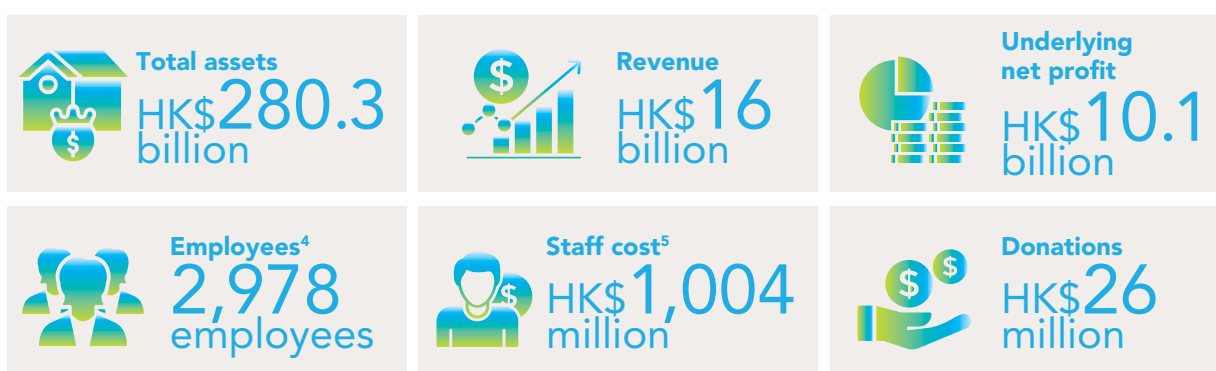 Total assets
HK$280.3
billion
Revenue
HK$16
billion
Underlying
net profit
HK$10.1
billion
Employees⁴
2,978
employees
Staff cost⁵
HK$1,004
million
Donations
HK$26
million